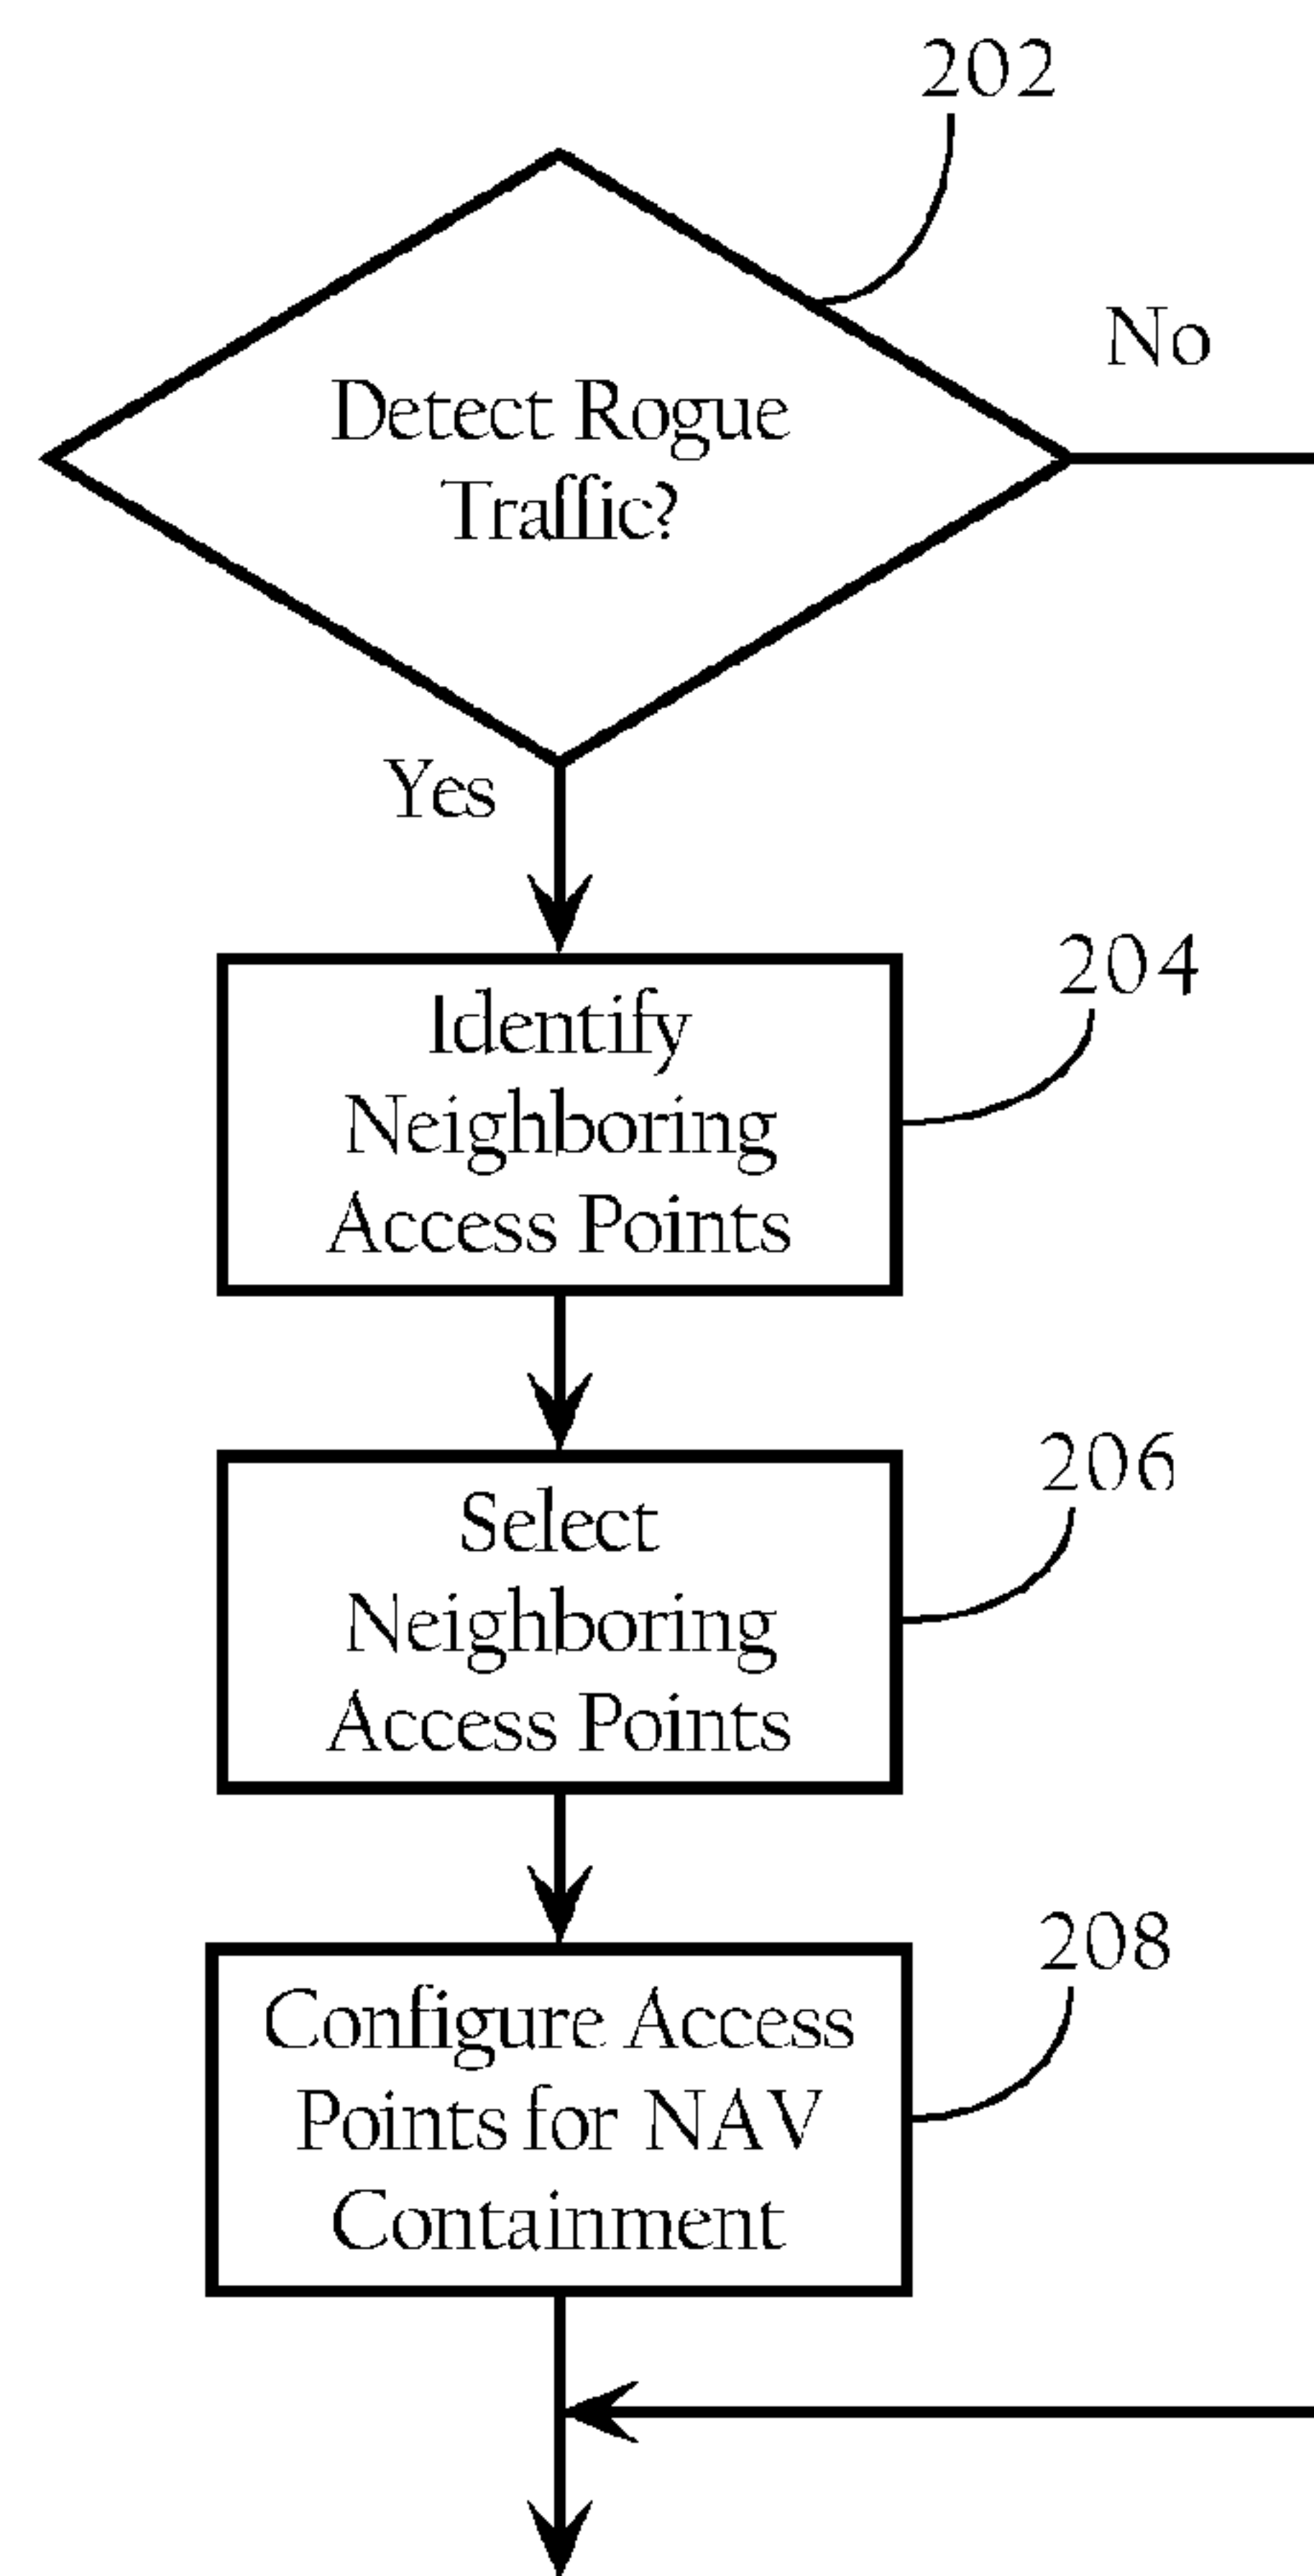 202
No
Detect Rogue
Traffic?
Yes
204
Identify
Neighboring
Access Points
206
Select
Neighboring
Access Points
208
Configure Access
Points for NAV
Containment